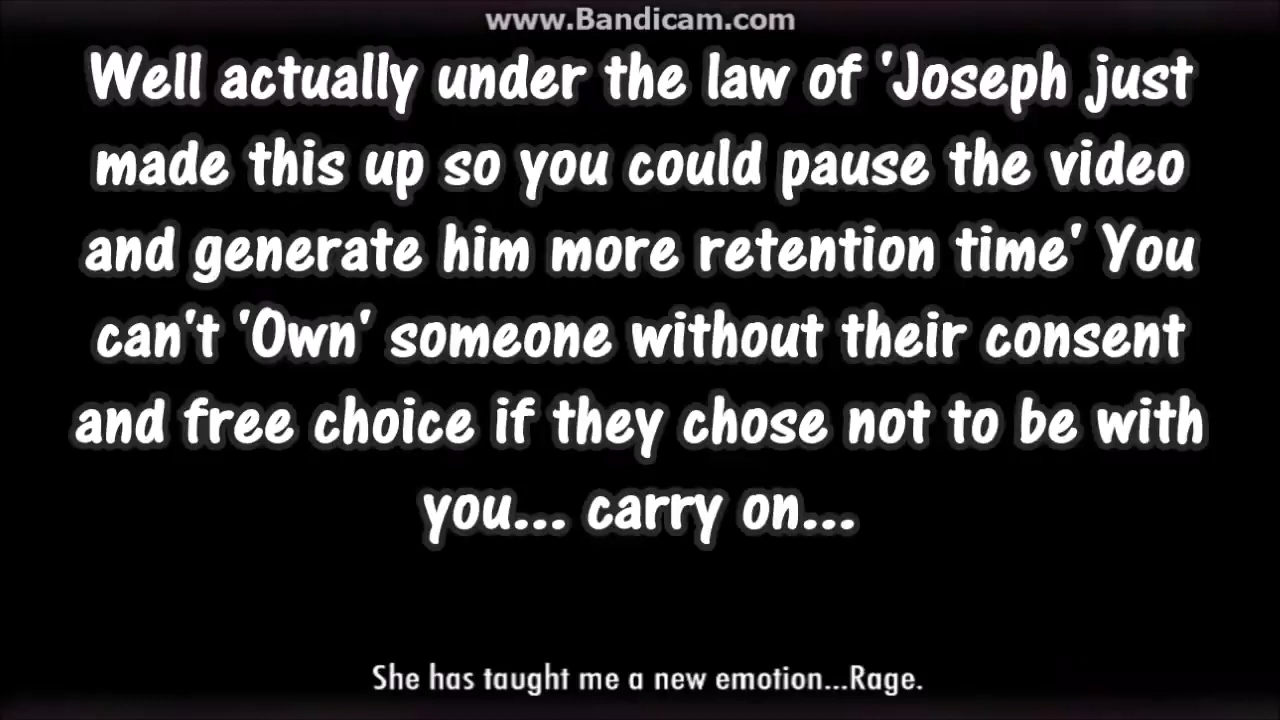 www.Bandicam.com
Well actually under the law of 'Joseph just
made this up so you could pause the video
and generate him more retention time' You
can't 'Own' someone without their consent
and free choice if they chose not to be with
you... carry on...
She has taught me a new emotion...Rage.